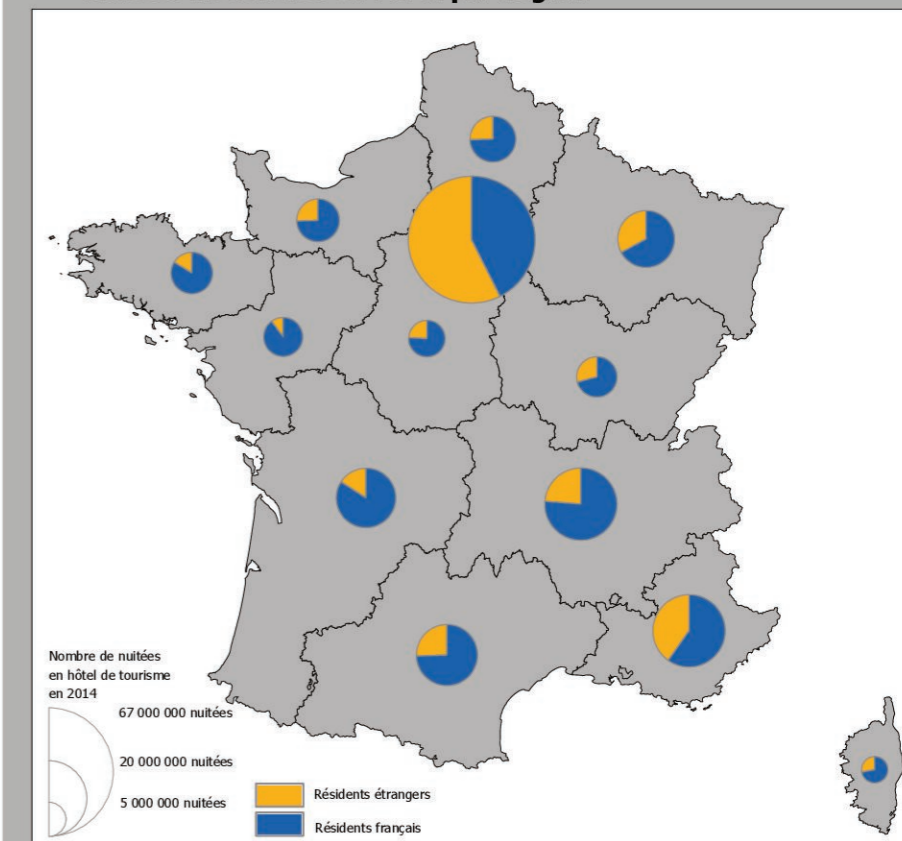 Nombre de nuitées
en hôtel de tourisme
en 2014
67 000 000 nuitées
20 000 000 nuitées
5 000 000 nuitées
Résidents étrangers
Résidents français